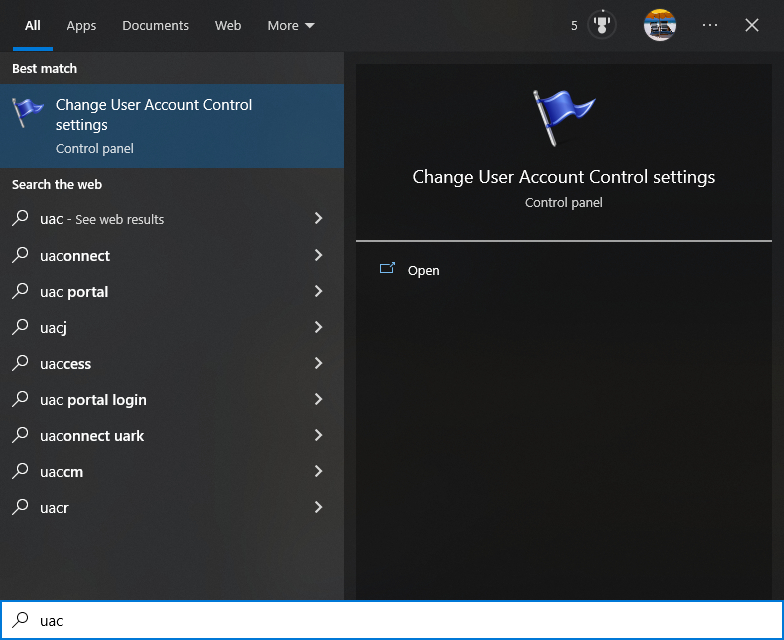 All Apps Documents Web More 5
Best match
Change User Account Control
settings
Control panel
Search the web
uac - See web results
uaconnect
uac portal
uacj
uaccess
uac portal login
uaconnect uark
uaccm
uacr
Change User Account Control settings
Control panel
Open
uac